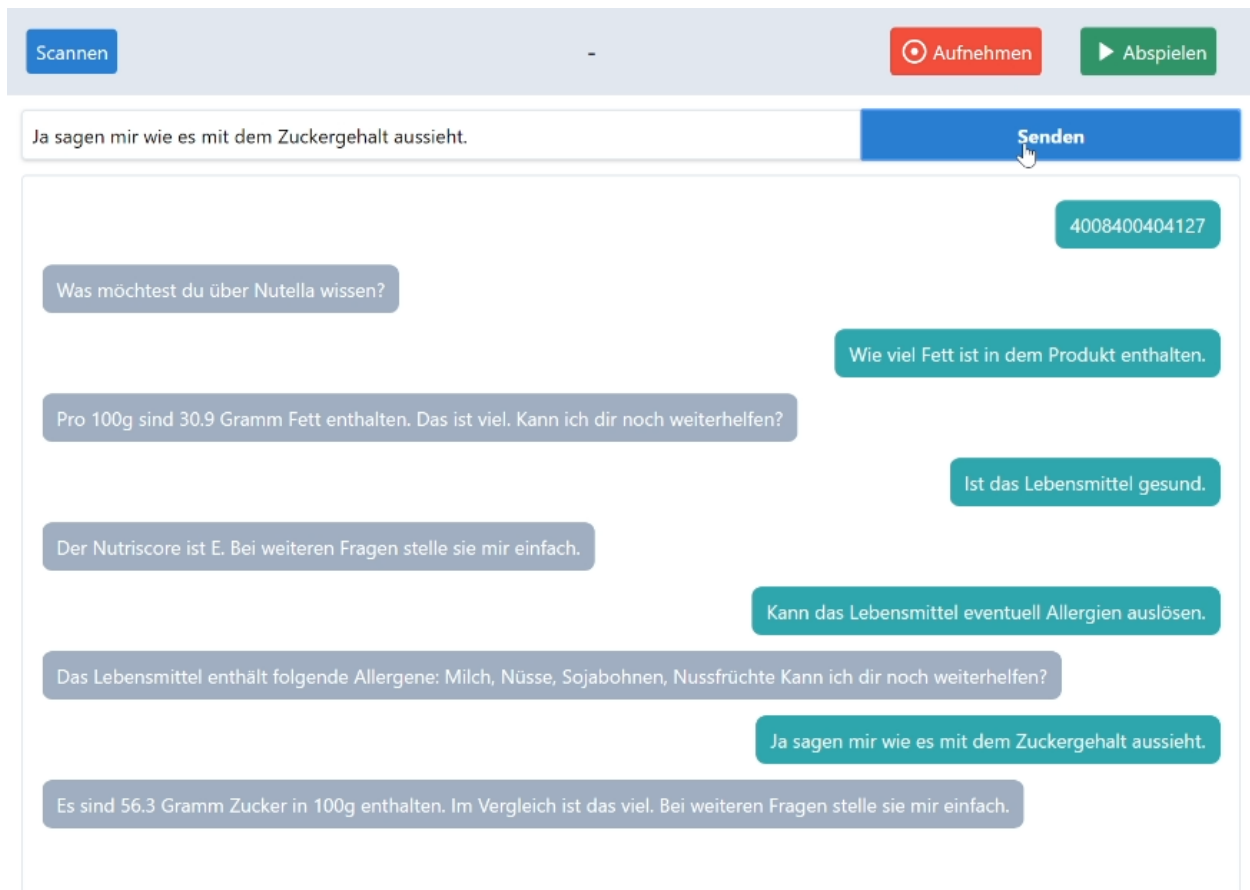 Scannen - Aufnehmen Abspielen
Ja sagen mir wie es mit dem Zuckergehalt aussieht. Senden
4008400404127
Was möchtest du über Nutella wissen?
Wie viel Fett ist in dem Produkt enthalten.
Pro 100g sind 30.9 Gramm Fett enthalten. Das ist viel. Kann ich dir noch weiterhelfen?
Ist das Lebensmittel gesund.
Der Nutriscore ist E. Bei weiteren Fragen stelle sie mir einfach.
Kann das Lebensmittel eventuell Allergien auslösen.
Das Lebensmittel enthält folgende Allergene: Milch, Nüsse, Sojabohnen, Nussfrüchte Kann ich dir noch weiterhelfen?
Ja sagen mir wie es mit dem Zuckergehalt aussieht.
Es sind 56.3 Gramm Zucker in 100g enthalten. Im Vergleich ist das viel. Bei weiteren Fragen stelle sie mir einfach.